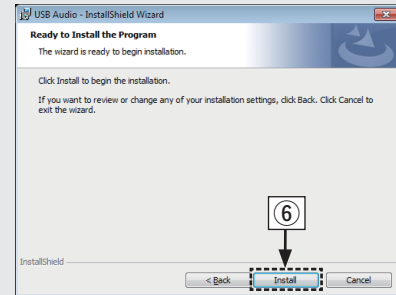 USB Audio - InstallShield Wizard
Ready to Install the Program
The wizard is ready to begin installation.
Click Install to begin the installation.
If you want to review or change any of your installation settings, click Back. Click Cancel to
exit the wizard.
⑥
InstallShield
< Back Install Cancel